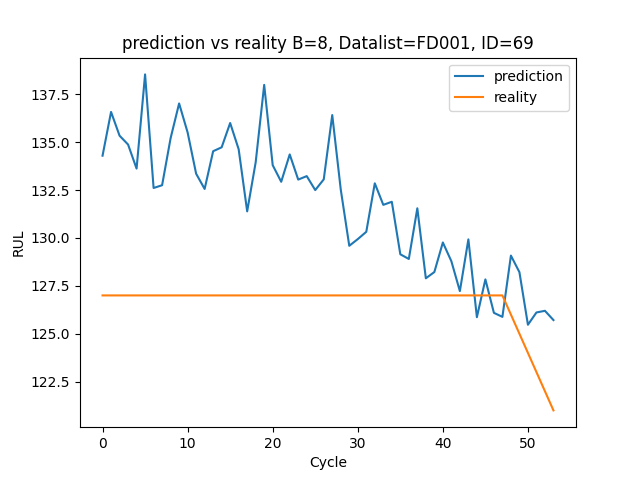 prediction vs reality B=8, Datalist=FD001, ID=69
prediction
reality
RUL
137.5
135.0
132.5
130.0
127.5
125.0
122.5
0 10 20 30 40 50
Cycle